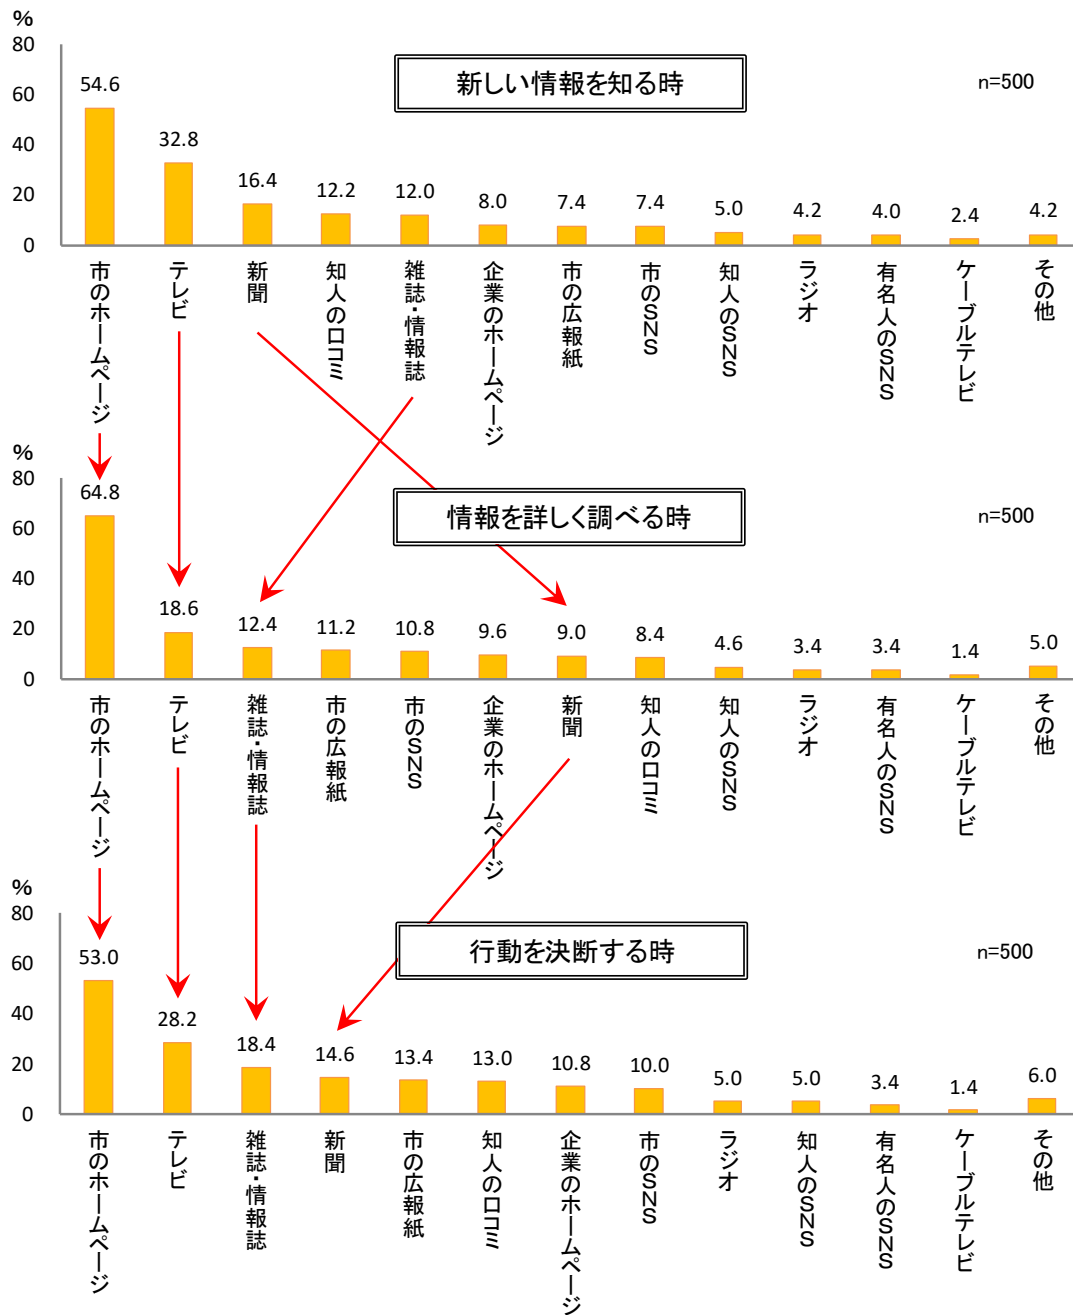 %
80
60
40
20
0
新しい情報を知る時
n=500
54.6
32.8
16.4
12.2
12.0
8.0
7.4
7.4
5.0
4.2
4.0
2.4
4.2
市のホームページ
テレビ
新聞
知人の口コミ
雑誌・情報誌
企業のホームページ
市の広報紙
市のSNS
知人のSNS
ラジオ
有名人のSNS
ケーブルテレビ
その他
%
80
60
40
20
0
情報を詳しく調べる時
n=500
64.8
18.6
12.4
11.2
10.8
9.6
9.0
8.4
4.6
3.4
3.4
1.4
5.0
市のホームページ
テレビ
雑誌・情報誌
市の広報紙
市のSNS
企業のホームページ
新聞
知人の口コミ
知人のSNS
ラジオ
有名人のSNS
ケーブルテレビ
その他
%
80
60
40
20
0
行動を決断する時
n=500
53.0
28.2
18.4
14.6
13.4
13.0
10.8
10.0
5.0
5.0
3.4
1.4
6.0
市のホームページ
テレビ
雑誌・情報誌
新聞
市の広報紙
知人の口コミ
企業のホームページ
市のSNS
ラジオ
知人のSNS
有名人のSNS
ケーブルテレビ
その他